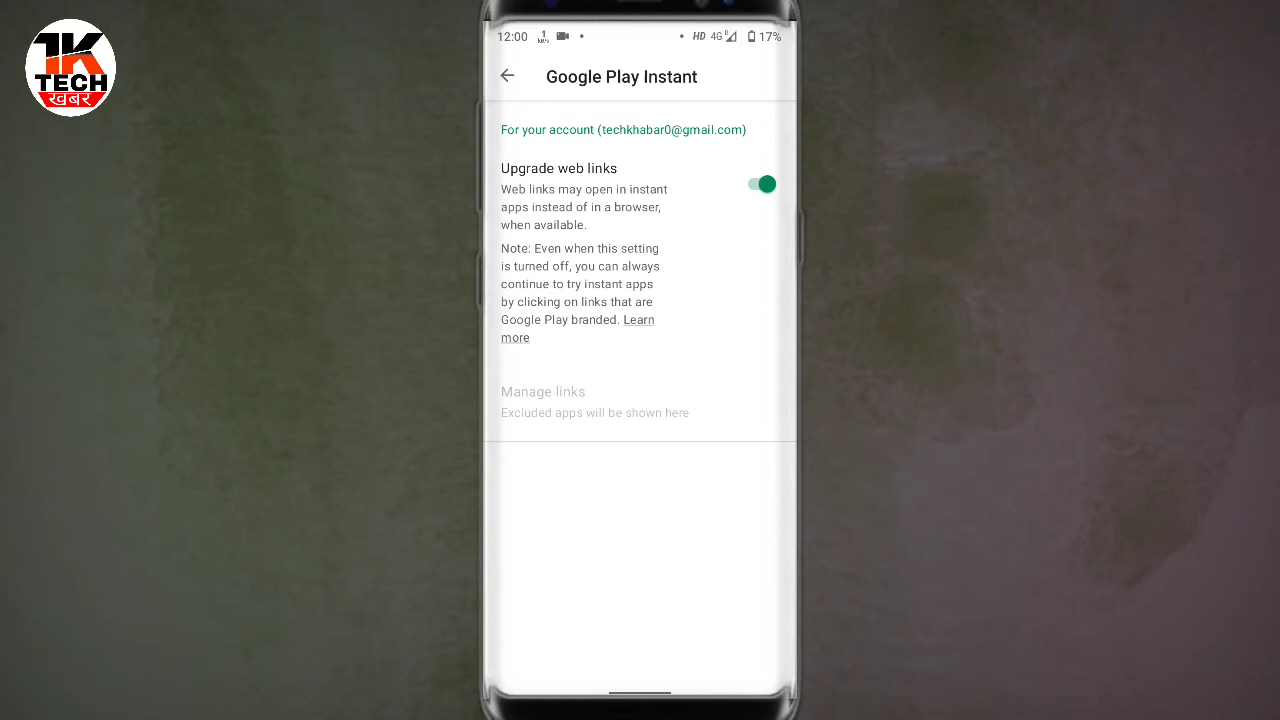 1K
TECH
खबर
12:00 1 KB/s HD 4G R 17%
Google Play Instant
For your account (techkhabar0@gmail.com)
Upgrade web links
Web links may open in instant
apps instead of in a browser,
when available.
Note: Even when this setting
is turned off, you can always
continue to try instant apps
by clicking on links that are
Google Play branded. Learn
more
Manage links
Excluded apps will be shown here